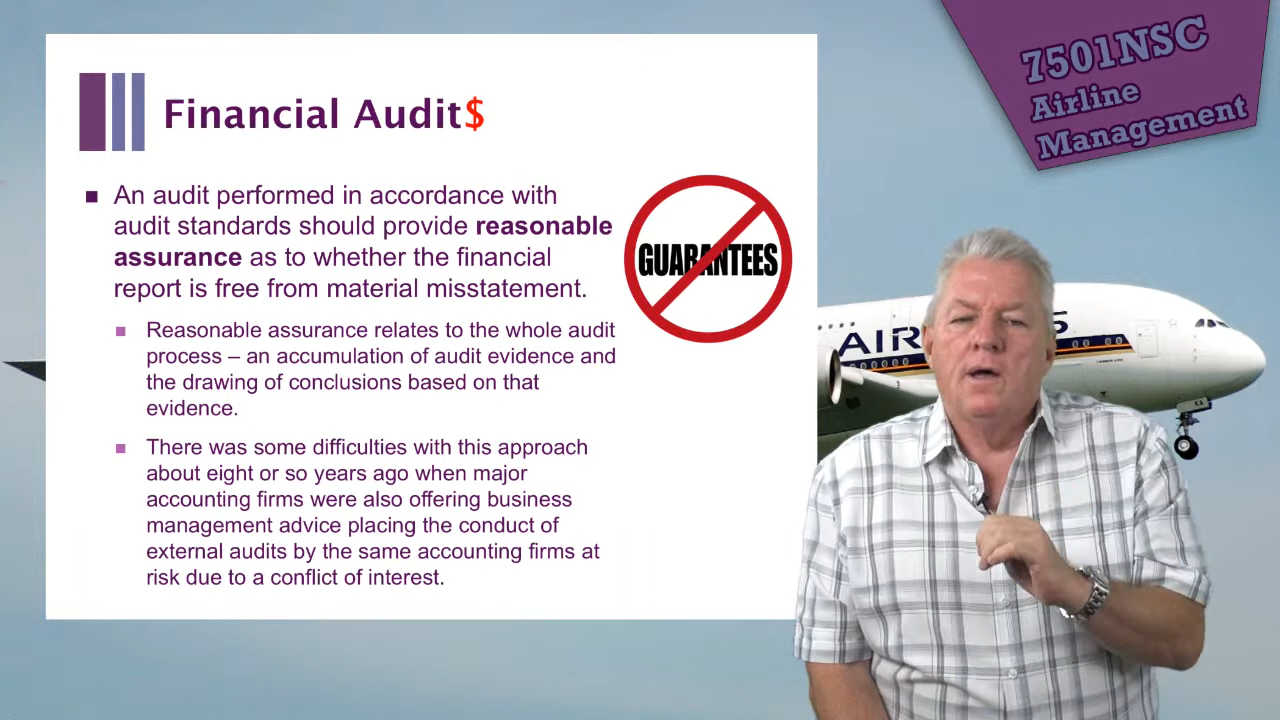 7501NSC
Airline
Management
Financial Audit$
An audit performed in accordance with
audit standards should provide reasonable
assurance as to whether the financial
report is free from material misstatement.
GUARANTEES
Reasonable assurance relates to the whole audit
process – an accumulation of audit evidence and
the drawing of conclusions based on that
evidence.
There was some difficulties with this approach
about eight or so years ago when major
accounting firms were also offering business
management advice placing the conduct of
external audits by the same accounting firms at
risk due to a conflict of interest.
AIR